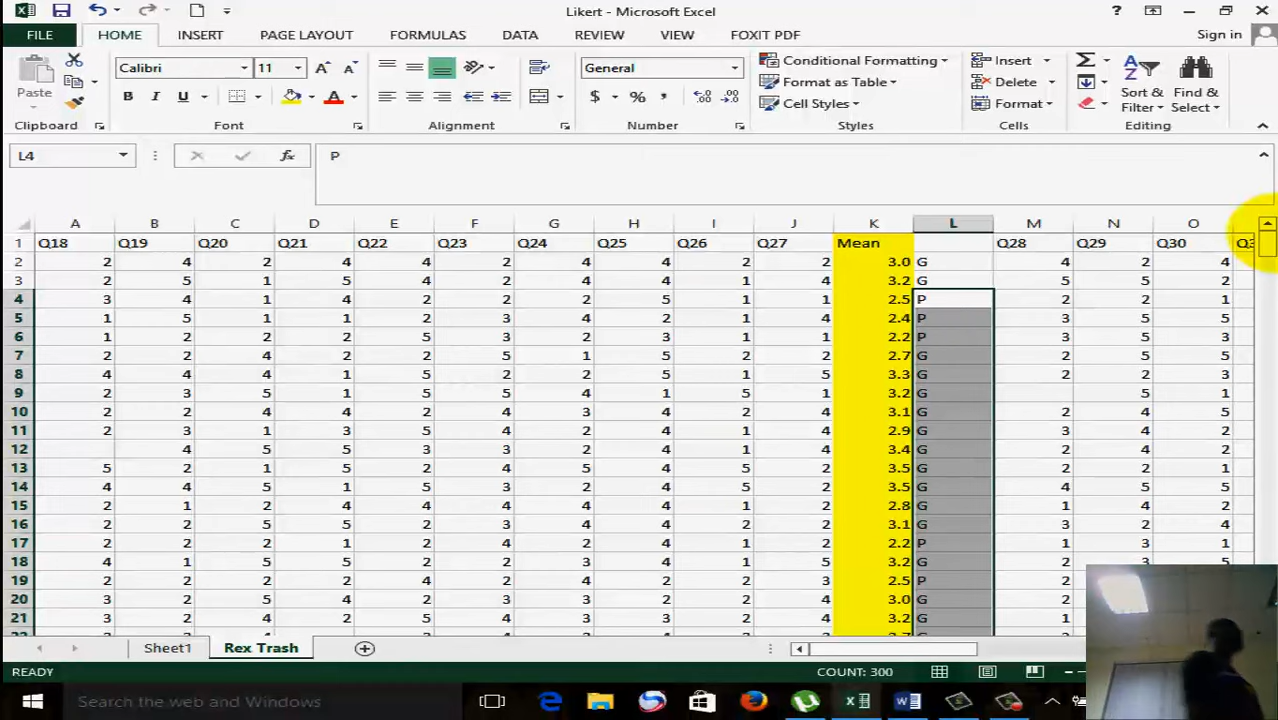 Likert - Microsoft Excel
?
FILE HOME INSERT PAGE LAYOUT FORMULAS DATA REVIEW VIEW FOXIT PDF Sign in
Calibri 11 General Conditional Formatting Insert
Paste B I U A $ % , Format as Table Delete Sort & Find &
Cell Styles Format Filter Select
Clipboard Font Alignment Number Styles Cells Editing
L4 fx P
A B C D E F G H I J K L M N O
1 Q18 Q19 Q20 Q21 Q22 Q23 Q24 Q25 Q26 Q27 Mean Q28 Q29 Q30
2 2 4 2 4 4 2 4 4 2 2 3.0 G 4 2 4
3 2 5 1 5 4 2 4 4 1 4 3.2 G 5 5 2
4 3 4 1 4 2 2 2 5 1 1 2.5 P 2 2 1
5 1 5 1 1 2 3 4 2 1 4 2.4 P 3 5 5
6 1 2 2 2 5 3 2 3 1 1 2.2 P 3 5 3
7 2 2 4 2 2 5 1 5 2 2 2.7 G 2 5 5
8 4 4 4 1 5 2 2 5 1 5 3.3 G 2 2 3
9 2 3 5 1 5 5 4 1 5 1 3.2 G 5 1
10 2 2 4 4 2 4 3 4 2 4 3.1 G 2 4 5
11 2 3 1 3 5 4 2 4 1 4 2.9 G 3 4 2
12 4 5 5 3 3 2 4 1 4 3.4 G 2 4 2
13 5 2 1 5 2 4 5 4 5 2 3.5 G 2 2 1
14 4 4 5 1 5 3 2 4 5 2 3.5 G 4 5 5
15 2 1 2 4 4 4 4 4 1 2 2.8 G 1 4 2
16 2 2 5 5 2 3 4 4 2 2 3.1 G 3 2 4
17 2 2 2 1 2 4 2 4 1 2 2.2 P 1 3 1
18 4 1 5 5 2 2 3 4 1 5 3.2 G 2 3 5
19 2 2 2 2 4 2 4 2 2 3 2.5 P 2
20 3 2 5 4 2 3 3 2 2 4 3.0 G 2
21 3 2 4 2 5 4 3 3 2 4 3.2 G 1
Sheet1 Rex Trash
READY COUNT: 300
Search the web and Windows